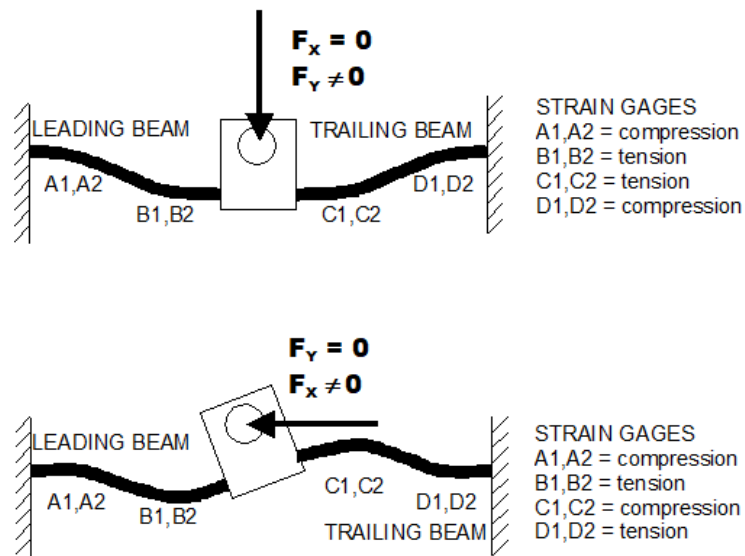 Fx = 0
FY ≠ 0
LEADING BEAM
TRAILING BEAM
A1,A2
B1,B2
C1,C2
D1,D2
STRAIN GAGES
A1,A2 = compression
B1,B2 = tension
C1,C2 = tension
D1,D2 = compression
FY = 0
Fx ≠ 0
LEADING BEAM
A1,A2
B1,B2
C1,C2
D1,D2
TRAILING BEAM
STRAIN GAGES
A1,A2 = compression
B1,B2 = tension
C1,C2 = compression
D1,D2 = tension